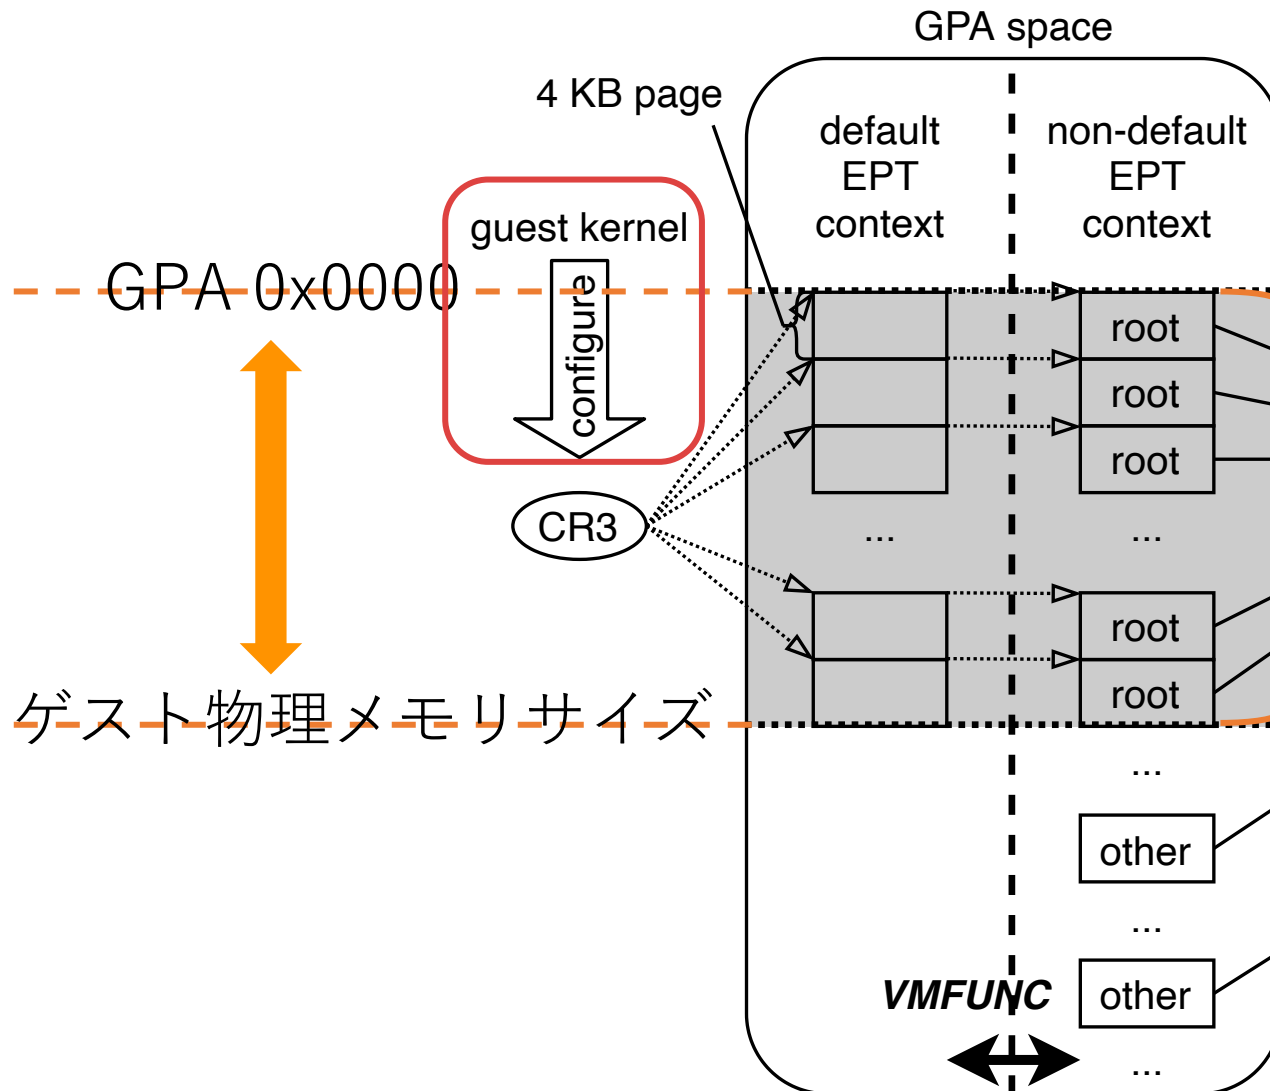 GPA space
4 KB page
default
EPT
context
non-default
EPT
context
guest kernel
configure
GPA 0x0000
CR3
root
root
root
...
...
root
root
ゲスト物理メモリサイズ
...
other
...
VMFUNC
other
...